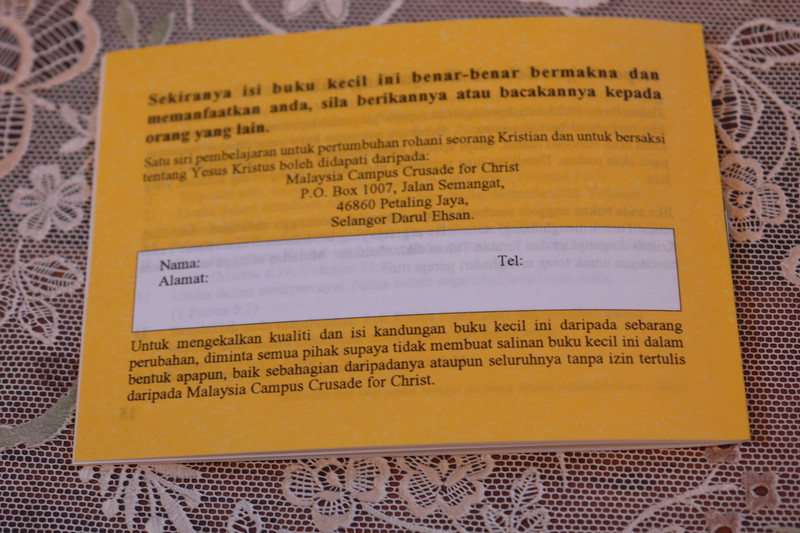 Sekiranya isi buku kecil ini benar-benar bermakna dan
memanfaatkan anda, sila berikannya atau bacakannya kepada
orang yang lain.
Satu siri pembelajaran untuk pertumbuhan rohani seorang Kristian dan untuk bersaksi
tentang Yesus Kristus boleh didapati daripada:
Malaysia Campus Crusade for Christ
P.O. Box 1007, Jalan Semangat,
46860 Petaling Jaya,
Selangor Darul Ehsan.
Nama: Tel:
Alamat:
Untuk mengekalkan kualiti dan isi kandungan buku kecil ini daripada sebarang
perubahan, diminta semua pihak supaya tidak membuat salinan buku kecil ini dalam
bentuk apapun, baik sebahagian daripadanya ataupun seluruhnya tanpa izin tertulis
daripada Malaysia Campus Crusade for Christ.